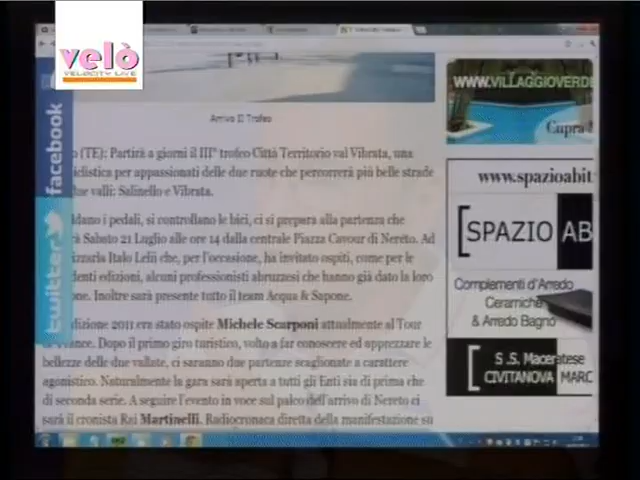 velò
VELOCITY LIVE
facebook
twitter
Arrivo II Trofeo
(TE): Partirà a giorni il III° trofeo Città Territorio val Vibrata, una
ciclistica per appassionati delle due ruote che percorrerà più belle strade
due valli: Salinello e Vibrata.
ldano i pedali, si controllano le bici, ci si prepara alla partenza che
rà Sabato 21 Luglio alle ore 14 dalla centrale Piazza Cavour di Nereto. Ad
Italo Lelii che, per l'occasione, ha invitato ospiti, come per le
denti edizioni, alcuni professionisti abruzzesi che hanno già dato la loro
Inoltre sarà presente tutto il team Acqua & Sapone.
dizione 2011 era stato ospite Michele Scarponi attualmente al Tour
Dopo il primo giro turistico, volto a far conoscere ed apprezzare le
bellezze delle due vallate, ci saranno due partenze scaglionate a carattere
agonistico. Naturalmente la gara sarà aperta a tutti gli Enti sia di prima che
di seconda serie. A seguire l'evento in voce sul palco dell'arrivo di Nereto ci
sarà il cronista Rai Martinelli. Radiocronaca diretta della manifestazione su
WWW.VILLAGGIOVERDE
Cupra
www.spazioabit
[SPAZIO AB
Complementi d'Arredo
Ceramiche
& Arredo Bagno
S.S. Maceratese
CIVITANOVA MARC